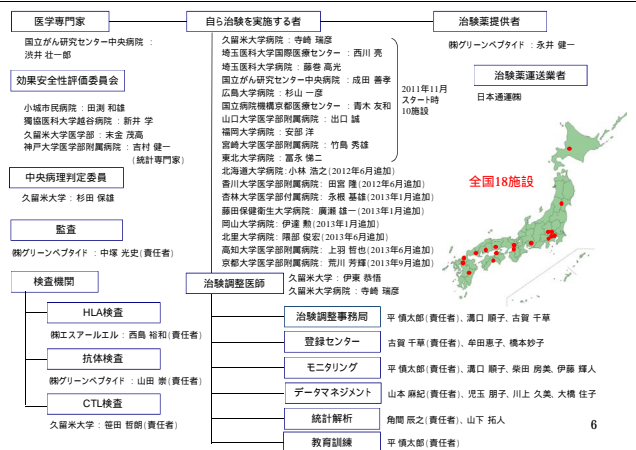 医学専門家
国立がん研究センター中央病院 :
渋井 壮一郎
効果安全性評価委員会
小城市民病院 : 田渕 和雄
獨協医科大学越谷病院 : 新井 学
久留米大学医学部 : 末金 茂高
神戸大学医学部附属病院 : 吉村 健一
(統計専門家)
中央病理判定委員
久留米大学 : 杉田 保雄
監査
㈱グリーンペプタイド : 中塚 光史(責任者)
検査機関
HLA検査
㈱エスアールエル : 西島 裕和(責任者)
抗体検査
㈱グリーンペプタイド : 山田 崇(責任者)
CTL検査
久留米大学 : 笹田 哲朗(責任者)
自ら治験を実施する者
久留米大学病院 : 寺崎 瑞彦
埼玉医科大学国際医療センター : 西川 亮
埼玉医科大学病院 : 藤巻 高光
国立がん研究センター中央病院 : 成田 善孝
広島大学病院 : 杉山 一彦
国立病院機構京都医療センター : 青木 友和
山口大学医学部附属病院 : 出口 誠
福岡大学病院 : 安部 洋
宮崎大学医学部附属病院 : 竹島 秀雄
東北大学病院 : 冨永 悌二
2011年11月
スタート時
10施設
北海道大学病院: 小林 浩之(2012年6月追加)
香川大学医学部附属病院 : 田宮 隆(2012年6月追加)
杏林大学医学部付属病院 : 永根 基雄(2013年1月追加)
藤田保健衛生大学病院 : 廣瀬 雄一(2013年1月追加)
岡山大学病院 : 伊達 勲(2013年1月追加)
北里大学病院 : 隈部 俊宏(2013年6月追加)
高知大学医学部附属病院 : 上羽 哲也(2013年6月追加)
京都大学医学部附属病院 : 荒川 芳輝(2013年9月追加)
治験調整医師
久留米大学 : 伊東 恭悟
久留米大学病院 : 寺崎 瑞彦
治験調整事務局
平 慎太郎(責任者)、溝口 順子、古賀 千草
登録センター
古賀 千草(責任者)、牟田恵子、橋本妙子
モニタリング
平 慎太郎(責任者)、溝口 順子、柴田 房美、伊藤 輝人
データマネジメント
山本 麻紀(責任者)、児玉 朋子、川上 久美、大橋 住子
統計解析
角間 辰之(責任者)、山下 拓人
教育訓練
平 慎太郎(責任者)
治験薬提供者
㈱グリーンペプタイド : 永井 健一
治験薬運送業者
日本通運㈱
全国18施設
6